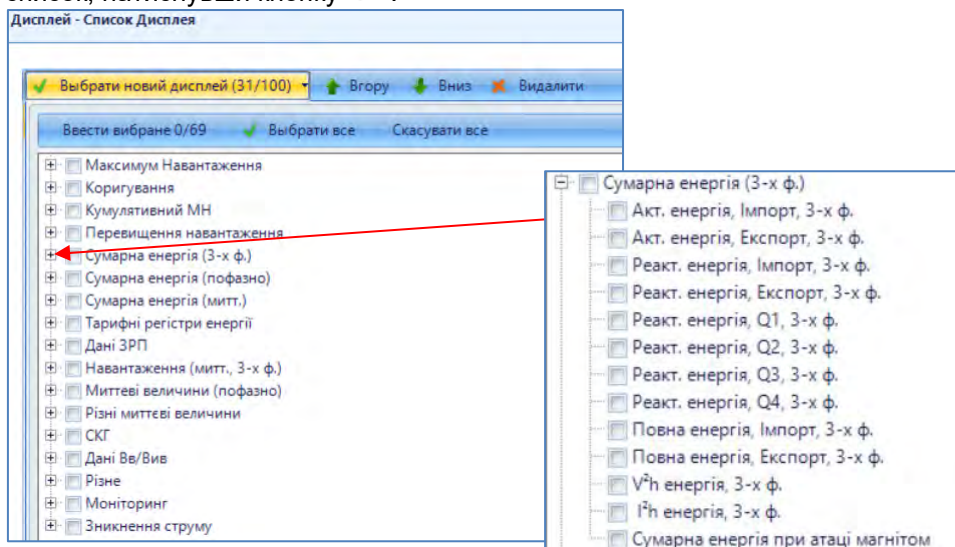 Дисплей - Список Дисплея
Выбрати новий дисплей (31/100) Вгору Вниз Видалити
Ввести вибране 0/69 Выбрати все Скасувати все
Максимум Навантаження
Коригування
Кумулятивний МН
Перевищення навантаження
Сумарна енергія (3-х ф.)
Сумарна енергія (пофазно)
Сумарна енергія (митт.)
Тарифні регістри енергії
Дані ЗРП
Навантаження (митт., 3-х ф.)
Миттеві величини (пофазно)
Різні миттєві величини
СКГ
Дані Вв/Вив
Різне
Моніторинг
Зникнення струму
Сумарна енергія (3-х ф.)
Акт. енергія, Імпорт, 3-х ф.
Акт. енергія, Експорт, 3-х ф.
Реакт. енергія, Імпорт, 3-х ф.
Реакт. енергія, Експорт, 3-х ф.
Реакт. енергія, Q1, 3-х ф.
Реакт. енергія, Q2, 3-х ф.
Реакт. енергія, Q3, 3-х ф.
Реакт. енергія, Q4, 3-х ф.
Повна енергія, Імпорт, 3-х ф.
Повна енергія, Експорт, 3-х ф.
V²h енергія, 3-х ф.
I²h енергія, 3-х ф.
Сумарна енергія при атаці магнітом